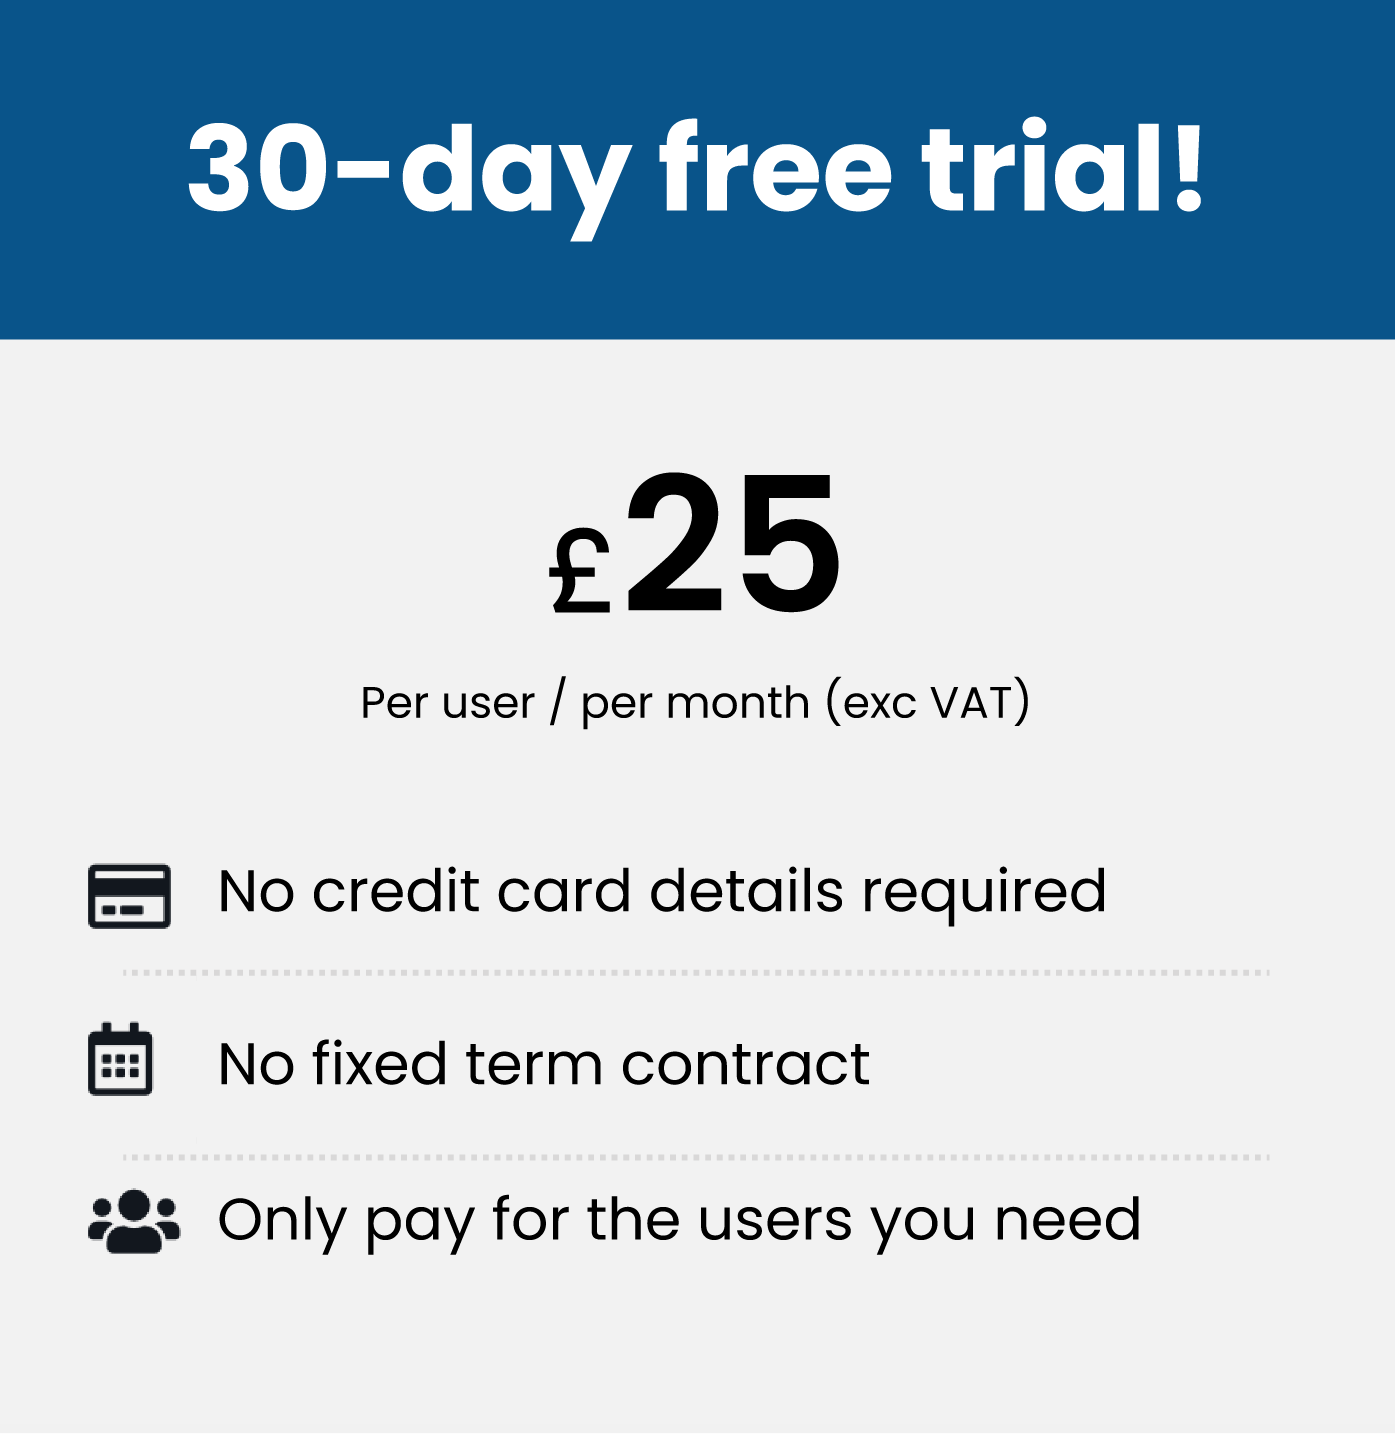 30-day free trial!
£25
Per user / per month (exc VAT)
No credit card details required
No fixed term contract
Only pay for the users you need